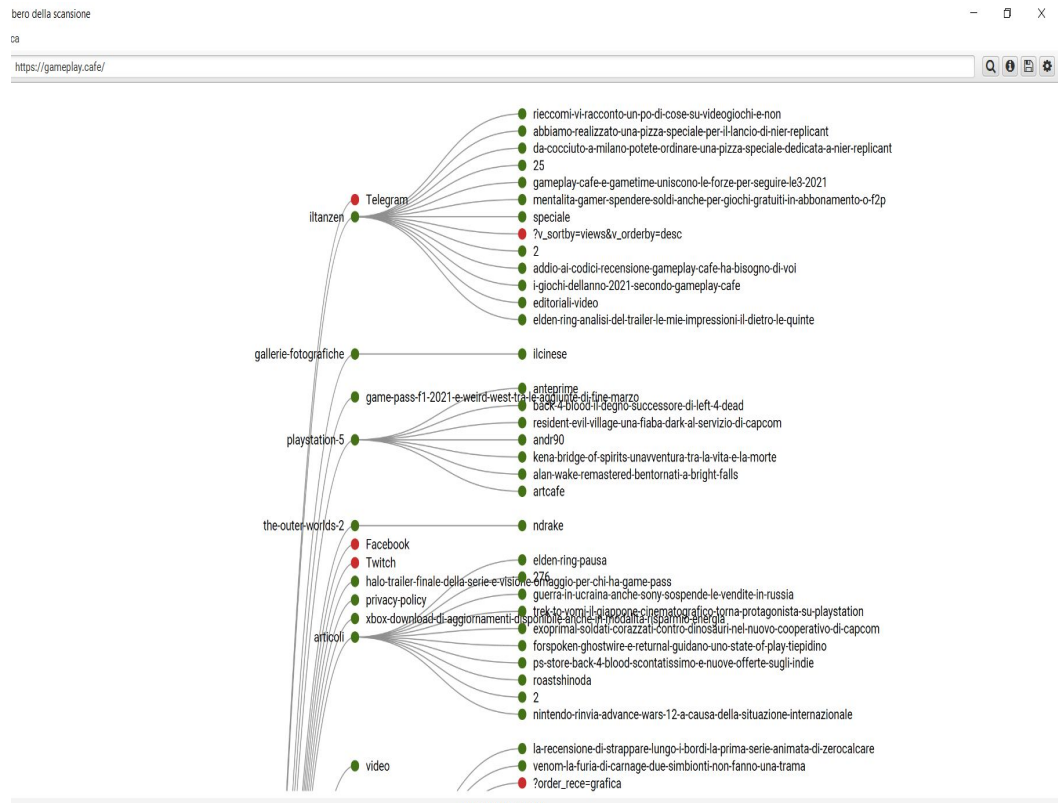 bero della scansione
ca
https://gameplay.cafe/
rieccomi-vi-racconto-un-po-di-cose-su-videogiochi-e-non
abbiamo-realizzato-una-pizza-speciale-per-il-lancio-di-nier-replicant
da-cocciuto-a-milano-potete-ordinare-una-pizza-speciale-dedicata-a-nier-replicant
25
gameplay-cafe-e-gametime-uniscono-le-forze-per-seguire-le3-2021
Telegram
mentalita-gamer-spendere-soldi-anche-per-giochi-gratuiti-in-abbonamento-o-f2p
iltanzen
speciale
?v_sortby=views&v_orderby=desc
2
addio-ai-codici-recensione-gameplay-cafe-ha-bisogno-di-voi
i-giochi-dellanno-2021-secondo-gameplay-cafe
editoriali-video
elden-ring-analisi-del-trailer-le-mie-impressioni-il-dietro-le-quinte
gallerie-fotografiche
ilcinese
anteprime
game-pass-f1-2021-e-weird-west-tra-le-aggiunte-di-fine-marzo
back-4-blood-il-degno-successore-di-left-4-dead
resident-evil-village-una-fiaba-dark-al-servizio-di-capcom
playstation-5
andr90
kena-bridge-of-spirits-unavventura-tra-la-vita-e-la-morte
alan-wake-remastered-bentornati-a-bright-falls
artcafe
the-outer-worlds-2
ndrake
Facebook
Twitch
elden-ring-pausa
276
halo-trailer-finale-della-serie-e-visione-omaggio-per-chi-ha-game-pass
guerra-in-ucraina-anche-sony-sospende-le-vendite-in-russia
privacy-policy
trek-to-yomi-il-giappone-cinematografico-torna-protagonista-su-playstation
xbox-download-di-aggiornamenti-disponibile-anche-in-modalita-risparmio-energia
exoprimal-soldati-corazzati-contro-dinosauri-nel-nuovo-cooperativo-di-capcom
articoli
forspoken-ghostwire-e-returnal-guidano-uno-state-of-play-tiepidino
ps-store-back-4-blood-scontatissimo-e-nuove-offerte-sugli-indie
roastshinoda
2
nintendo-rinvia-advance-wars-12-a-causa-della-situazione-internazionale
la-recensione-di-strappare-lungo-i-bordi-la-prima-serie-animata-di-zerocalcare
video
venom-la-furia-di-carnage-due-simbionti-non-fanno-una-trama
?order_rece=grafica